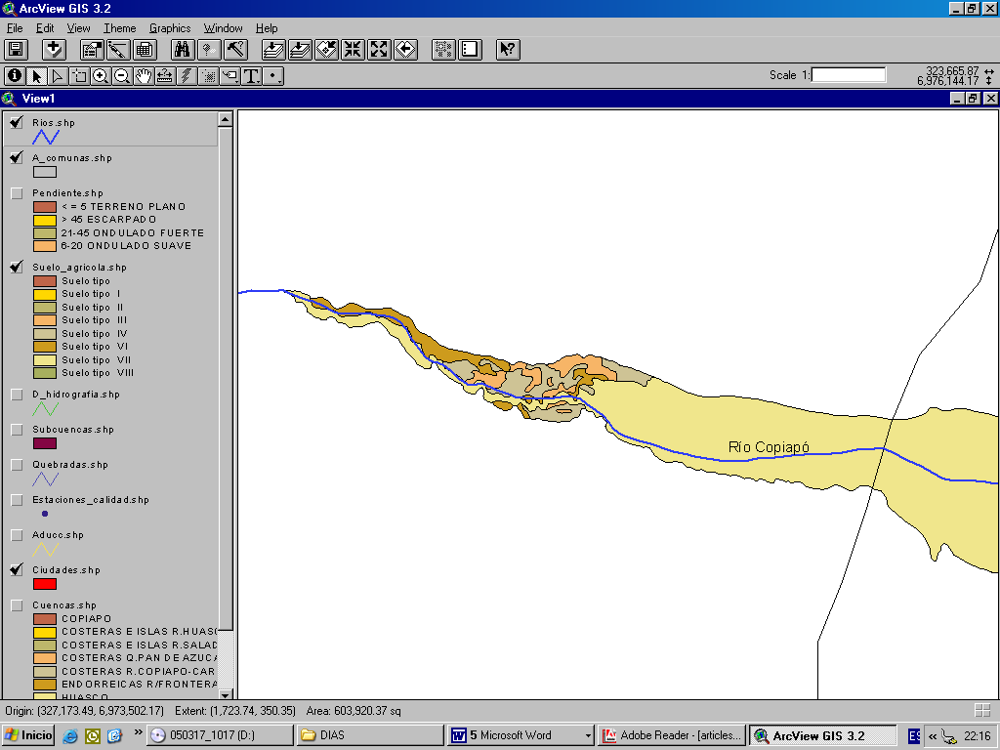 ArcView GIS 3.2
File Edit View Theme Graphics Window Help
Scale 1:
323,665.87
6,976,144.17
View1
Rios.shp
A_comunas.shp
Pendiente.shp
< = 5 TERRENO PLANO
> 45 ESCARPADO
21-45 ONDULADO FUERTE
6-20 ONDULADO SUAVE
Suelo_agricola.shp
Suelo tipo
Suelo tipo I
Suelo tipo II
Suelo tipo III
Suelo tipo IV
Suelo tipo VI
Suelo tipo VII
Suelo tipo VIII
D_hidrografia.shp
Subcuencas.shp
Quebradas.shp
Estaciones_calidad.shp
Aducc.shp
Ciudades.shp
Cuencas.shp
COPIAPO
COSTERAS E ISLAS R.HUASC
COSTERAS E ISLAS R.SALAD
COSTERAS Q.PAN DE AZUCA
COSTERAS R.COPIAPO-CAR
ENDORREICAS R/FRONTERA
HUASCO
Río Copiapó
Origin: (327,173.49, 6,973,502.17) Extent: (1,723.74, 350.35) Area: 603,920.37 sq
Inicio » 050317_1017 (D:) DIAS 5 Microsoft Word Adobe Reader - [articles... ArcView GIS 3.2 ES « 22:16